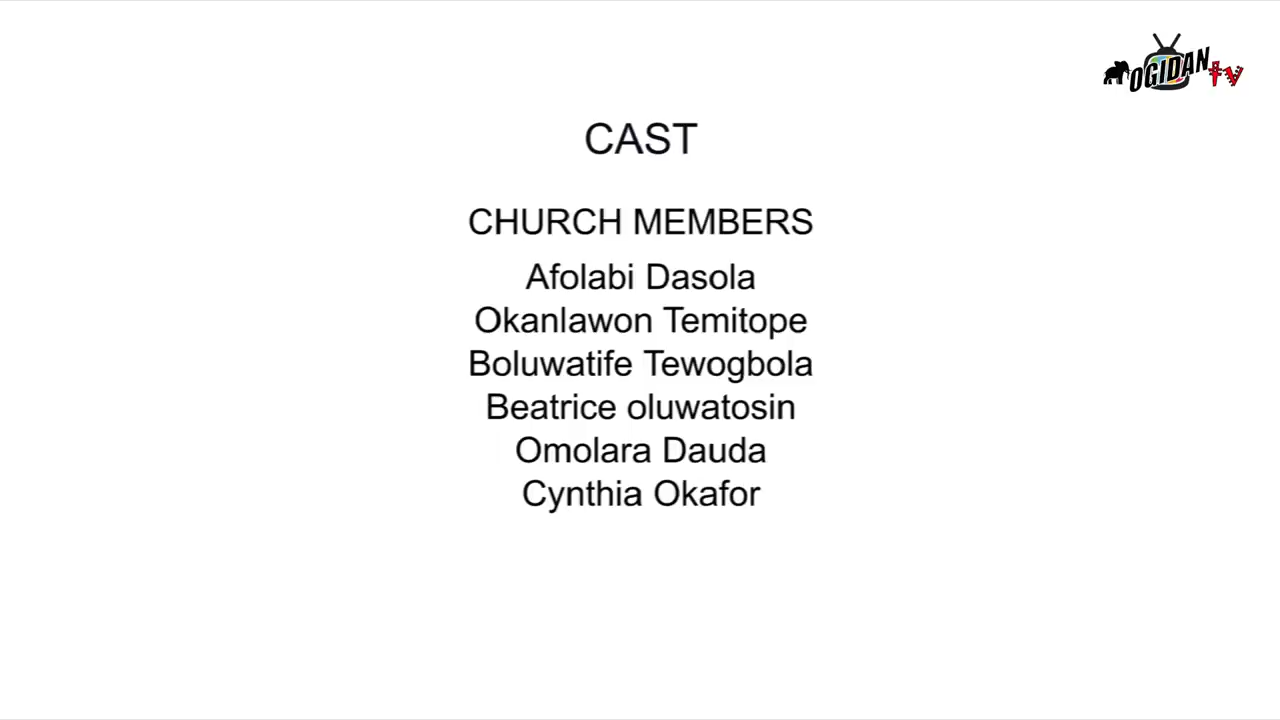 OGIDAN tv
CAST
CHURCH MEMBERS
Afolabi Dasola
Okanlawon Temitope
Boluwatife Tewogbola
Beatrice oluwatosin
Omolara Dauda
Cynthia Okafor